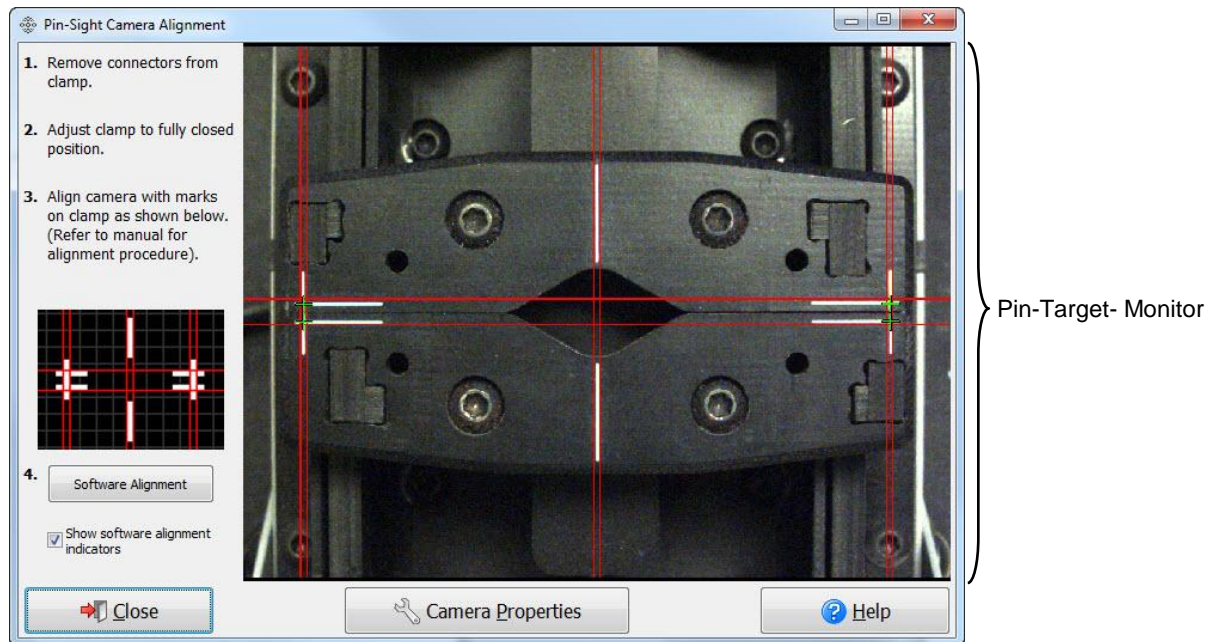 Pin-Sight Camera Alignment
1. Remove connectors from
clamp.
2. Adjust clamp to fully closed
position.
3. Align camera with marks
on clamp as shown below.
(Refer to manual for
alignment procedure).
4. Software Alignment
Show software alignment
indicators
Close
Camera Properties
Help
Pin-Target- Monitor